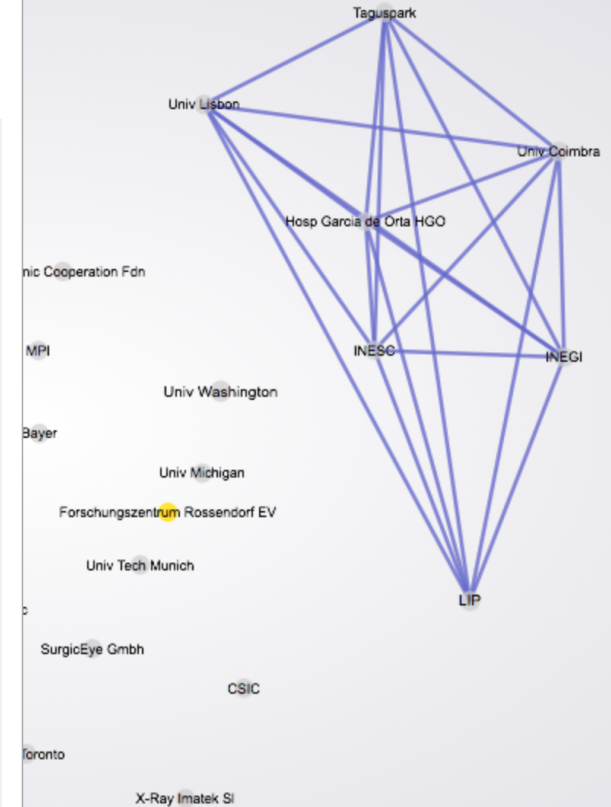 Taguspark
Univ Lisbon
Univ Coimbra
Hosp Garcia de Orta HGO
nic Cooperation Fdn
MPI
INESC
INEGI
Univ Washington
Bayer
Univ Michigan
Forschungszentrum Rossendorf EV
Univ Tech Munich
LIP
c
SurgicEye Gmbh
CSIC
Toronto
X-Ray Imatek Sl